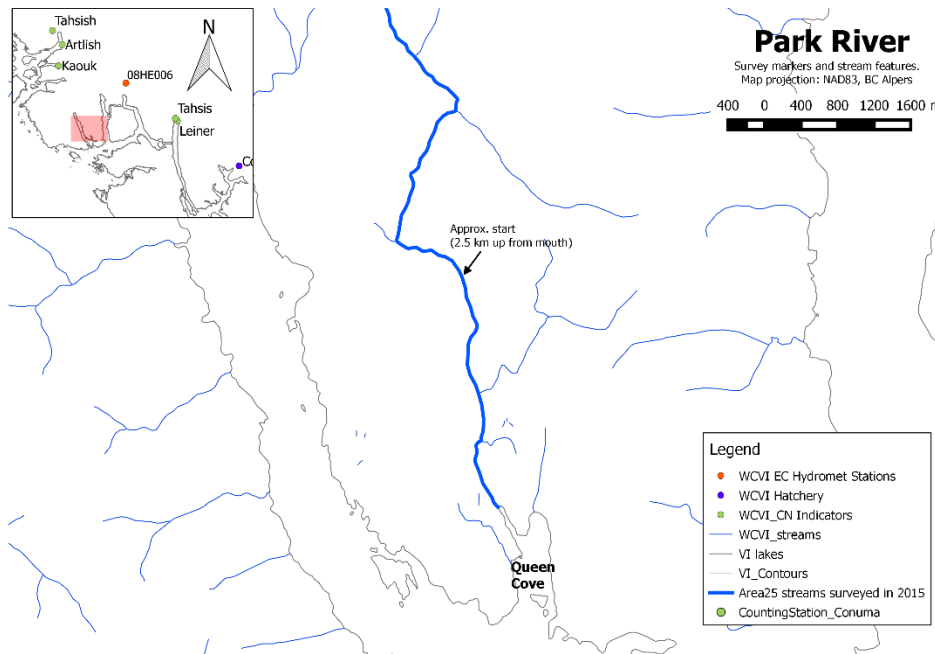 Tahsish
Artlish
Kaouk
08HE006
Tahsis
Leiner
N
Park River
Survey markers and stream features.
Map projection: NAD83, BC Alpers
400 0 400 800 1200 1600 m
Approx. start
(2.5 km up from mouth)
Queen
Cove
Legend
WCVI EC Hydromet Stations
WCVI Hatchery
WCVI_CN Indicators
WCVI_streams
VI lakes
VI_Contours
Area25 streams surveyed in 2015
CountingStation_Conuma